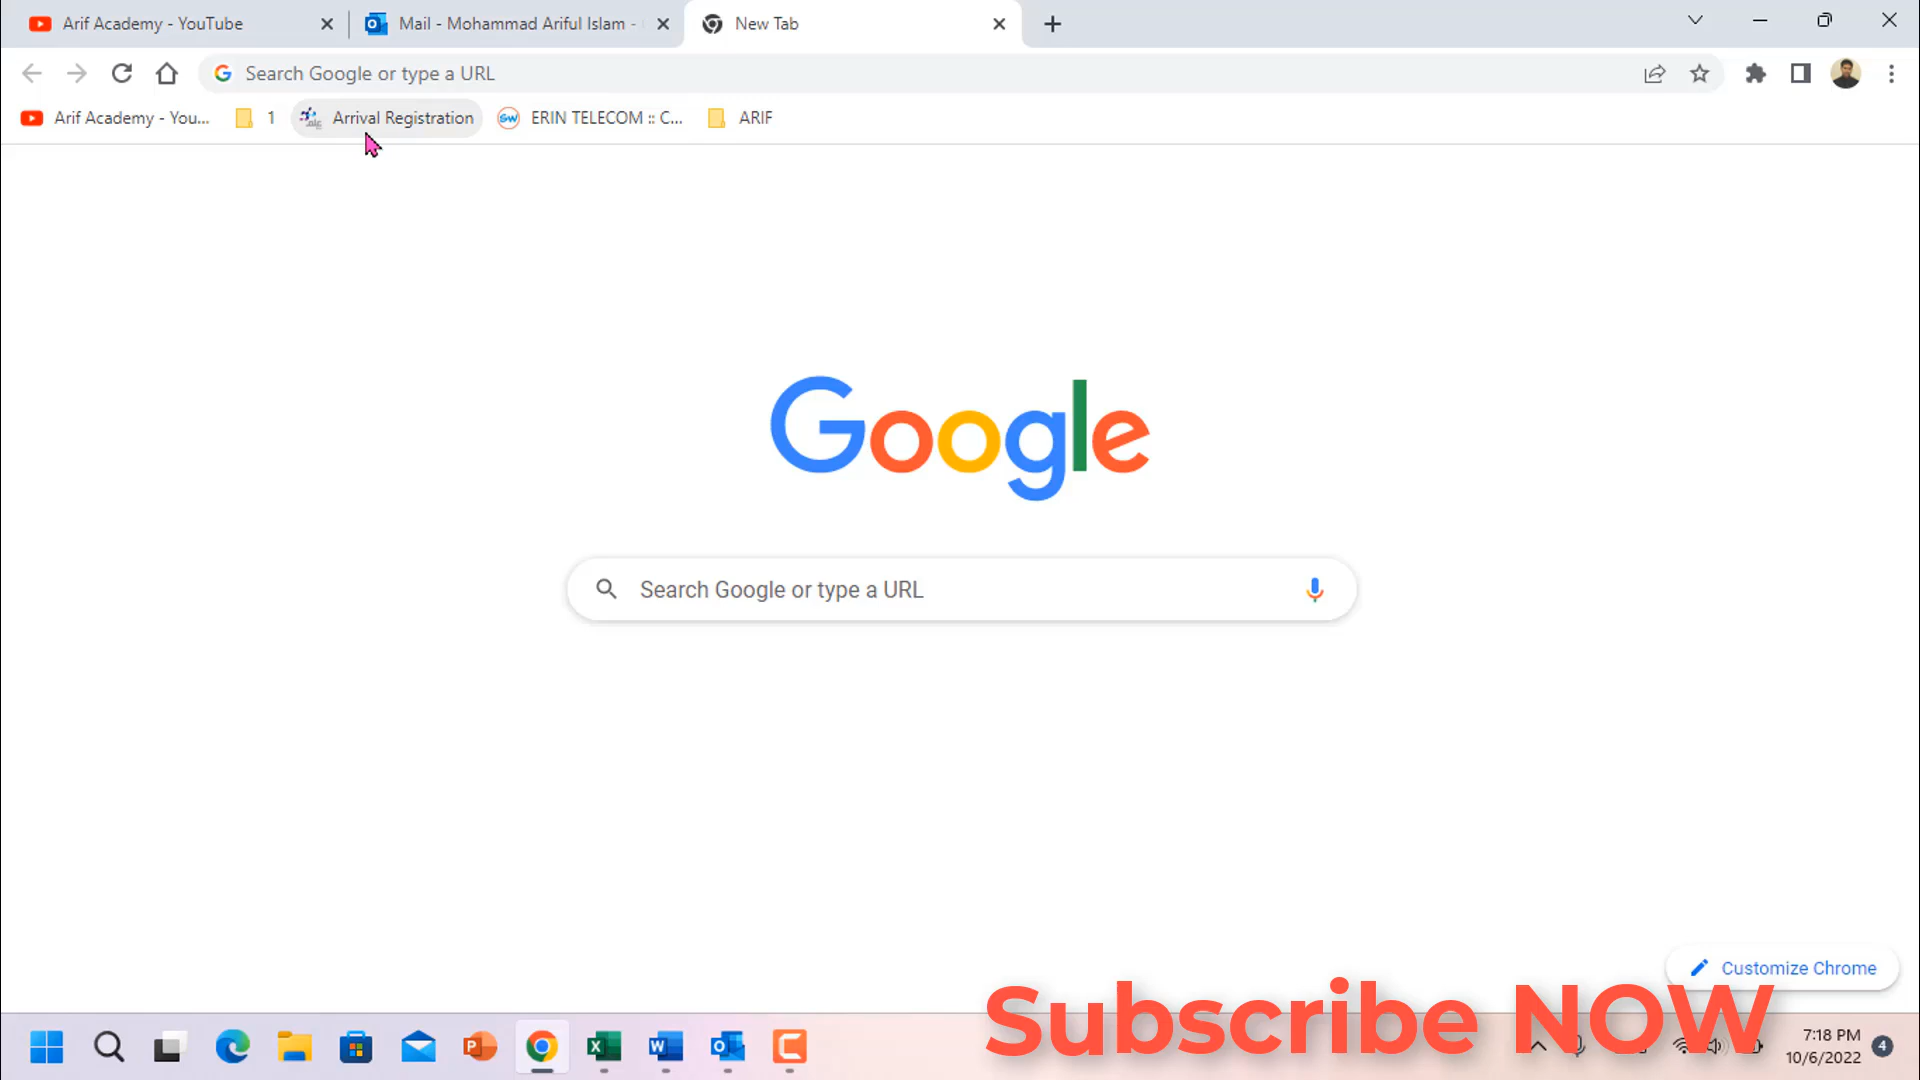 Arif Academy - YouTube
Mail - Mohammad Ariful Islam -
New Tab
Search Google or type a URL
Arif Academy - You...
1
Arrival Registration
ERIN TELECOM :: C...
ARIF
Google
Search Google or type a URL
Customize Chrome
Subscribe NOW
7:18 PM
10/6/2022
4